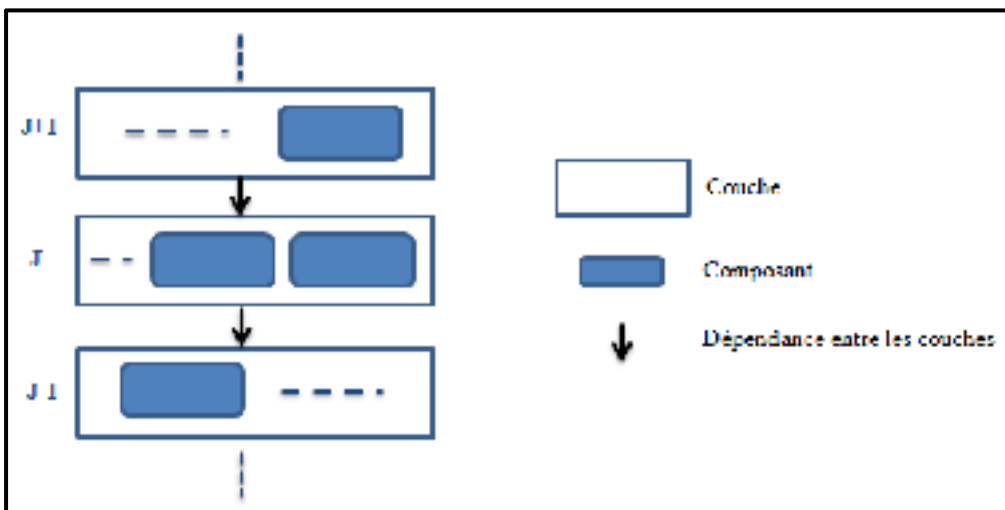 J+1
J
J-1
Couche
Composant
Dépendance entre les couches